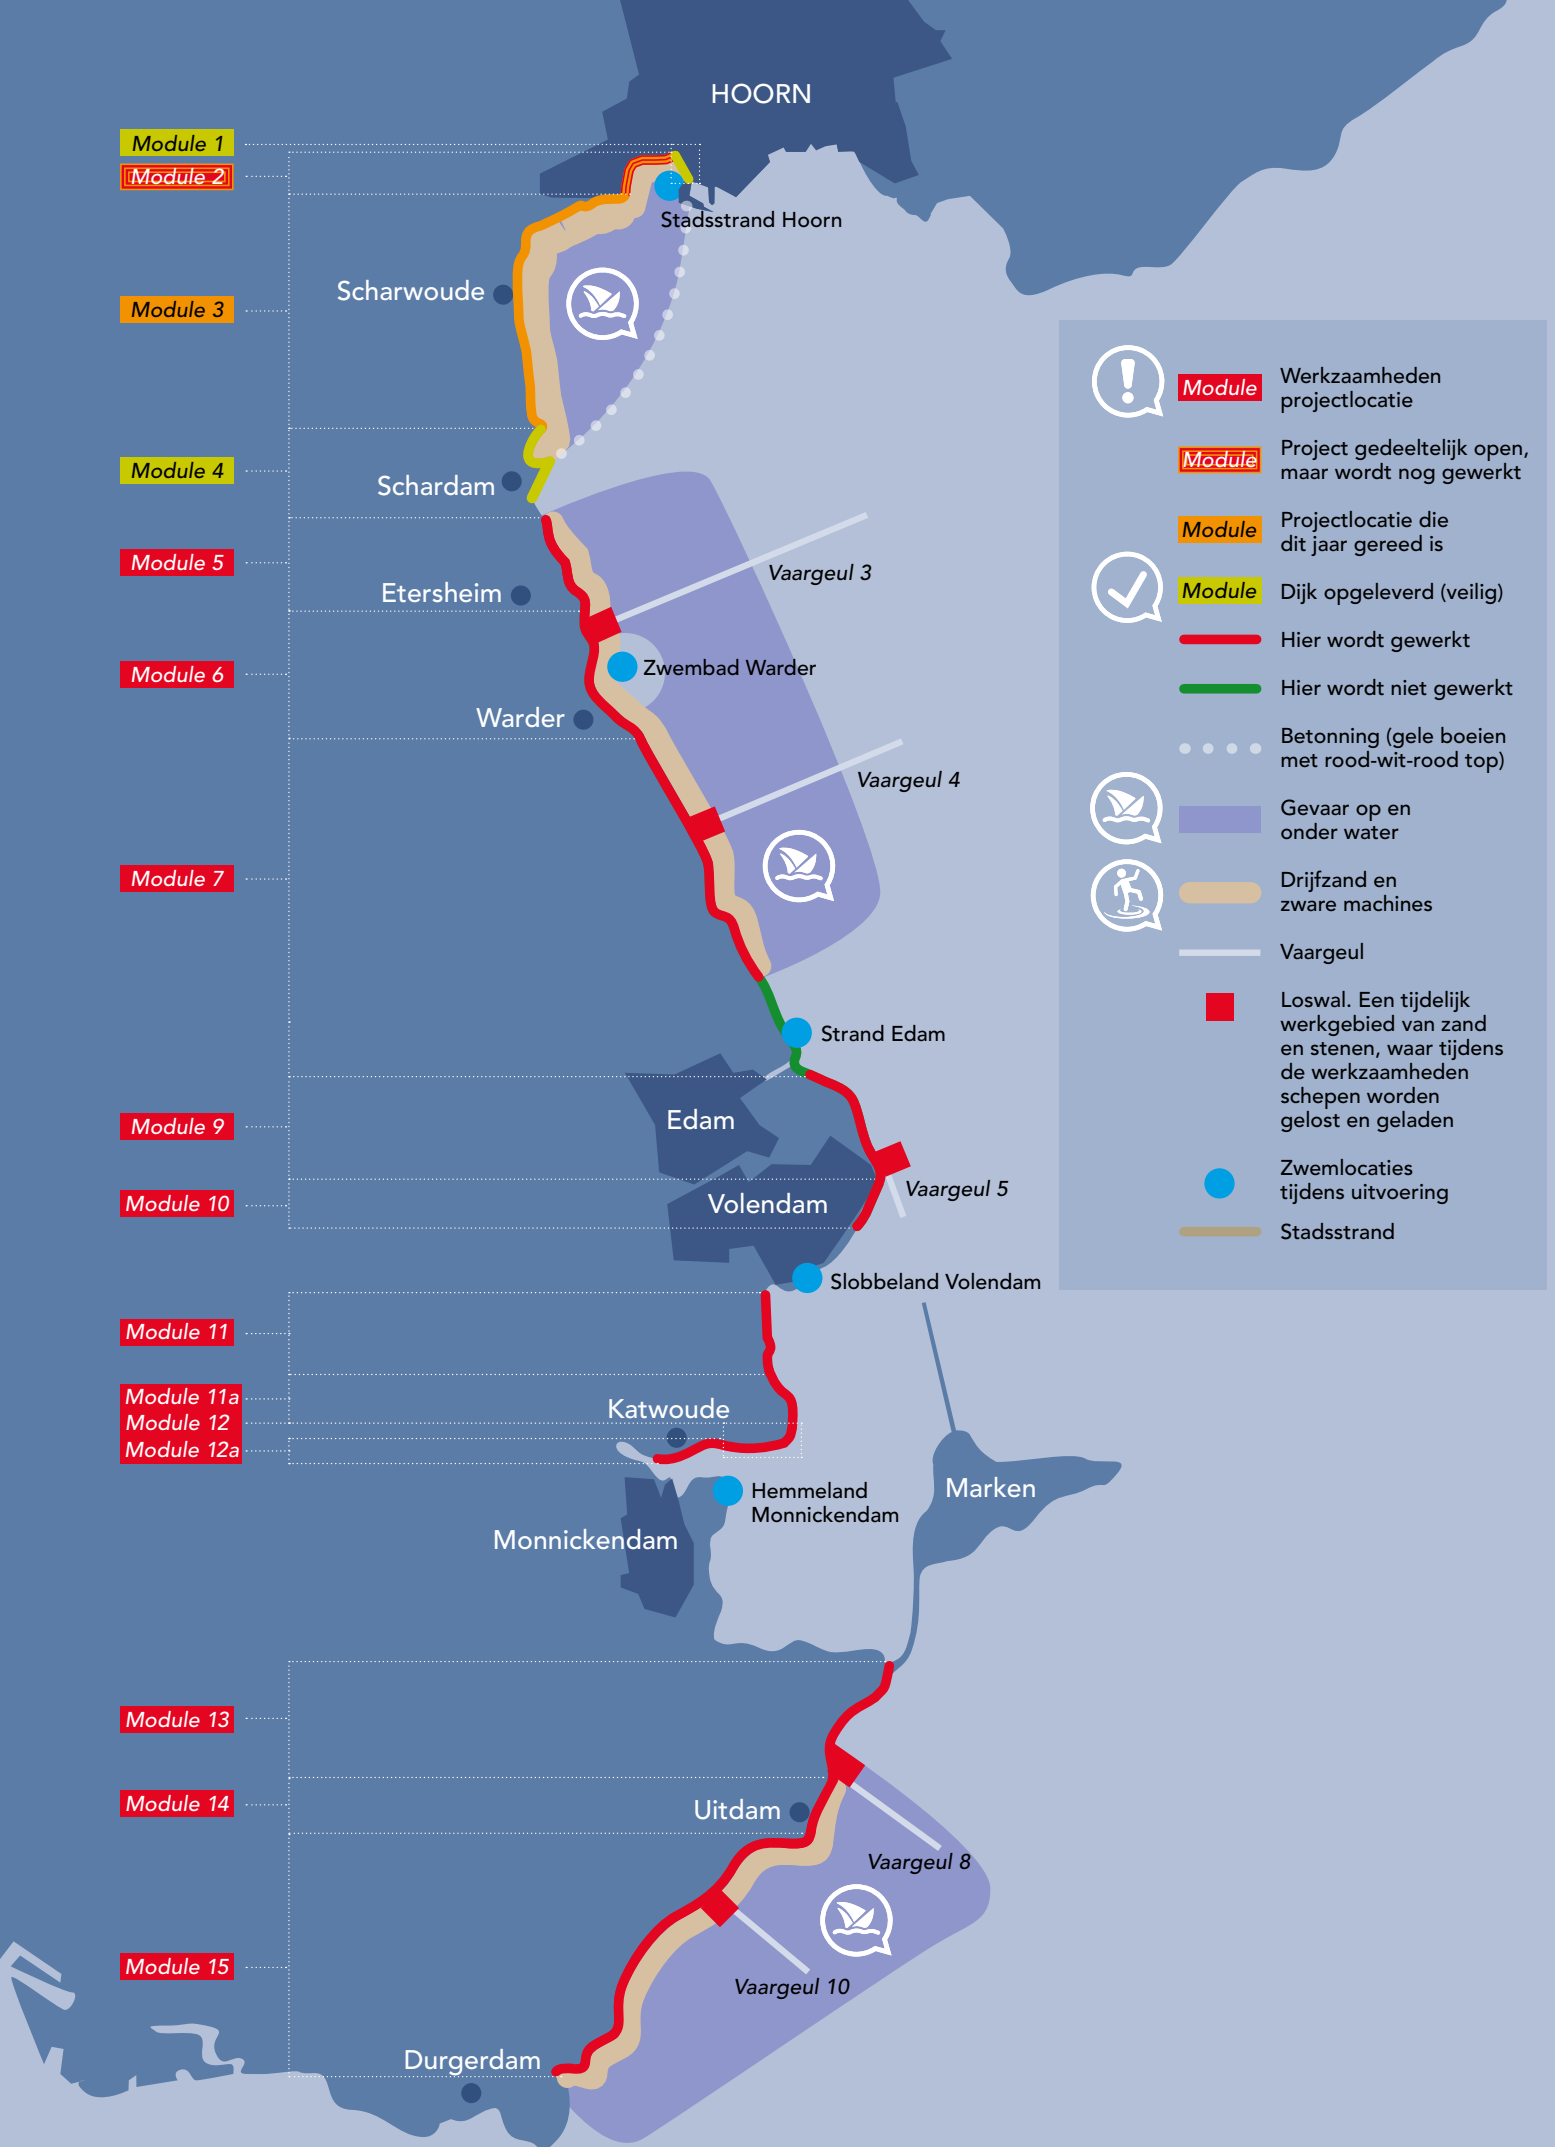 HOORN
Module 1
Module 2
Stadsstrand Hoorn
Scharwoude
Module 3
Module 4
Schardam
Module 5
Vaargeul 3
Etersheim
Module 6
Zwembad Warder
Warder
Vaargeul 4
Module 7
Strand Edam
Edam
Module 9
Vaargeul 5
Module 10
Volendam
Slobbeland Volendam
Module 11
Module 11a
Katwoude
Module 12
Module 12a
Marken
Hemmeland
Monnickendam
Monnickendam
Module 13
Module 14
Uitdam
Vaargeul 8
Module 15
Vaargeul 10
Durgerdam
Module
Werkzaamheden
projectlocatie
Module
Project gedeeltelijk open,
maar wordt nog gewerkt
Module
Projectlocatie die
dit jaar gereed is
Module
Dijk opgeleverd (veilig)
Hier wordt gewerkt
Hier wordt niet gewerkt
Betonning (gele boeien
met rood-wit-rood top)
Gevaar op en
onder water
Drijfzand en
zware machines
Vaargeul
Loswal. Een tijdelijk
werkgebied van zand
en stenen, waar tijdens
de werkzaamheden
schepen worden
gelost en geladen
Zwemlocaties
tijdens uitvoering
Stadsstrand